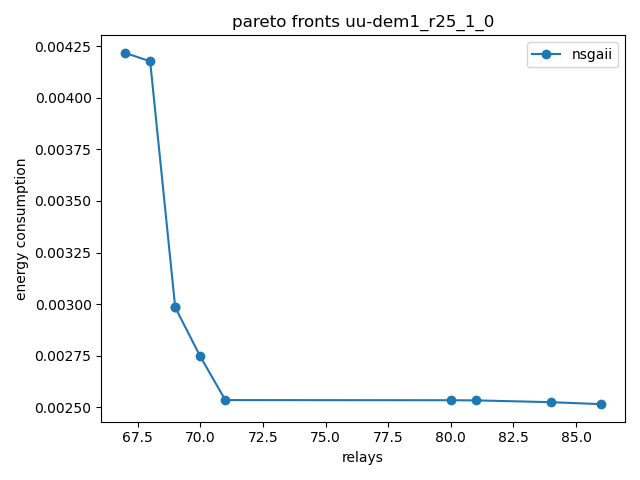 pareto fronts uu-dem1_r25_1_0
nsgaii
energy consumption
0.00425
0.00400
0.00375
0.00350
0.00325
0.00300
0.00275
0.00250
67.5 70.0 72.5 75.0 77.5 80.0 82.5 85.0
relays